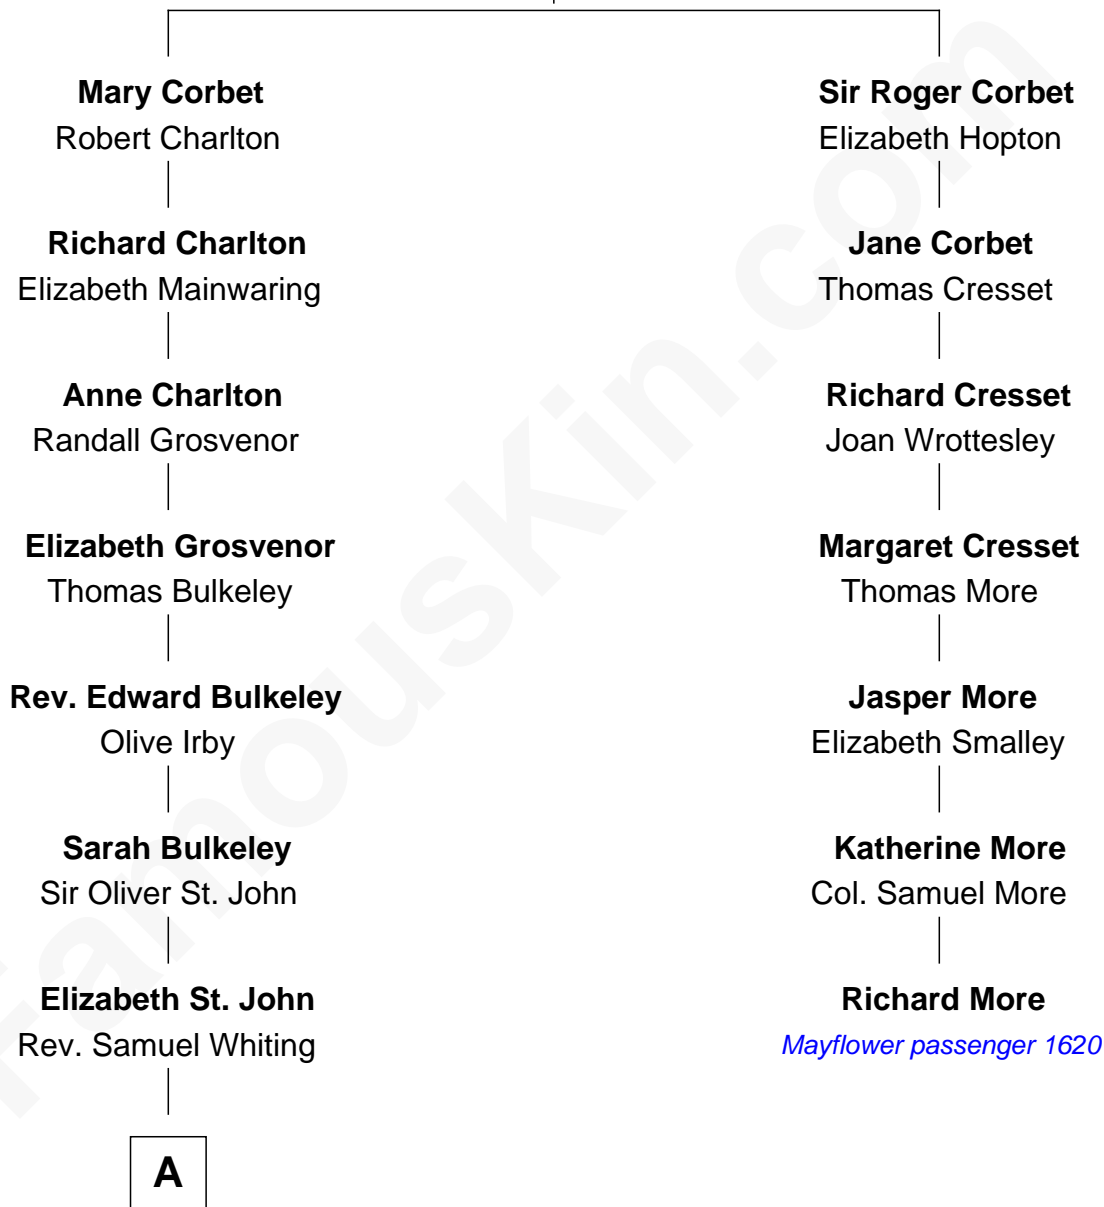 Mary Corbet
Robert Charlton
Richard Charlton
Elizabeth Mainwaring
Anne Charlton
Randall Grosvenor
Elizabeth Grosvenor
Thomas Bulkeley
Rev. Edward Bulkeley
Olive Irby
Sarah Bulkeley
Sir Oliver St. John
Elizabeth St. John
Rev. Samuel Whiting
A
Sir Roger Corbet
Elizabeth Hopton
Jane Corbet
Thomas Cresset
Richard Cresset
Joan Wrottesley
Margaret Cresset
Thomas More
Jasper More
Elizabeth Smalley
Katherine More
Col. Samuel More
Richard More
Mayflower passenger 1620
FamousKin.com